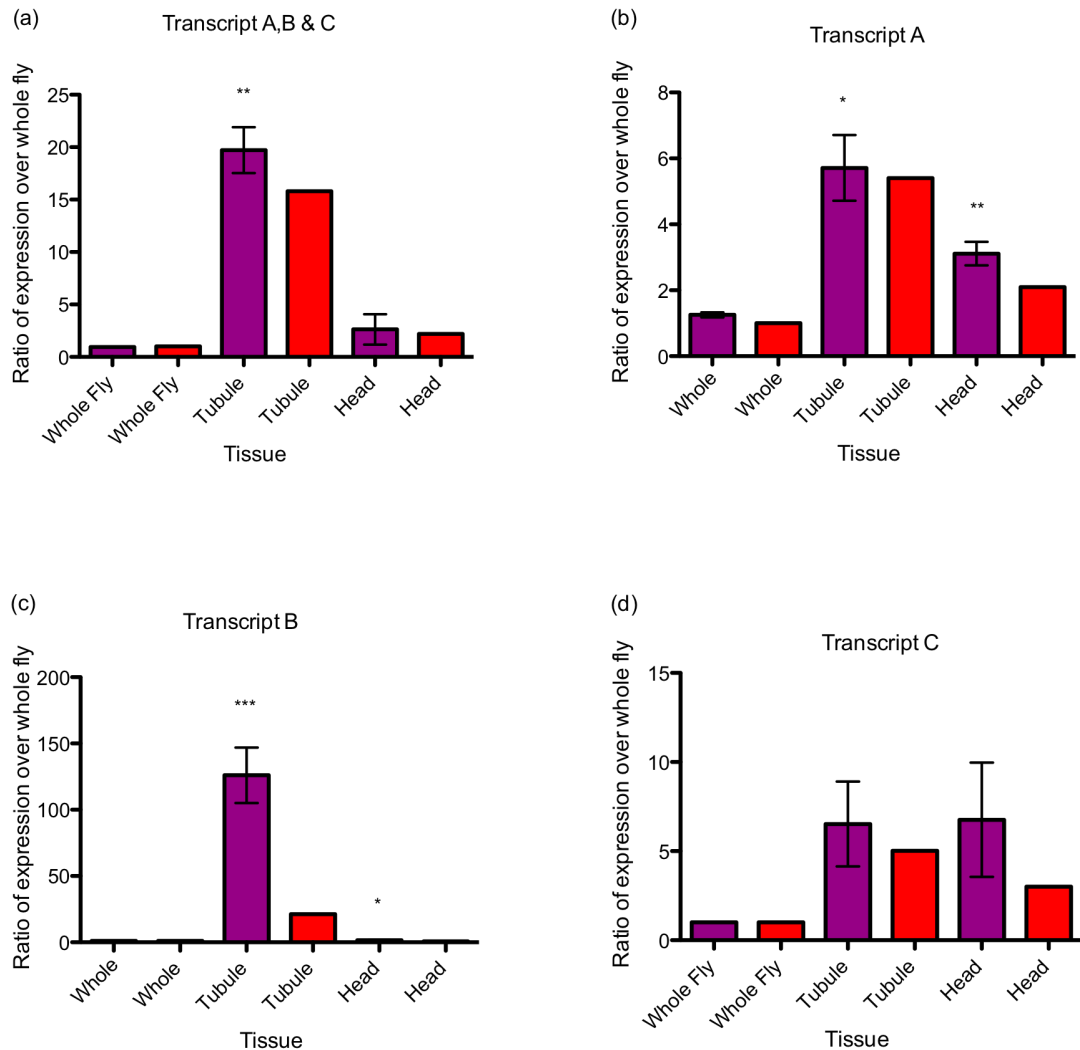 (a)
Transcript A,B & C
Ratio of expression over whole fly
25
20
15
10
5
0
**
Whole Fly
Whole Fly
Tubule
Tubule
Head
Head
Tissue
(b)
Transcript A
Ratio of expression over whole fly
8
6
4
2
0
*
**
Whole
Whole
Tubule
Tubule
Head
Head
Tissue
(c)
Transcript B
Ratio of expression over whole fly
200
150
100
50
0
***
*
Whole
Whole
Tubule
Tubule
Head
Head
Tissue
(d)
Transcript C
Ratio of expression over whole fly
15
10
5
0
Whole Fly
Whole Fly
Tubule
Tubule
Head
Head
Tissue